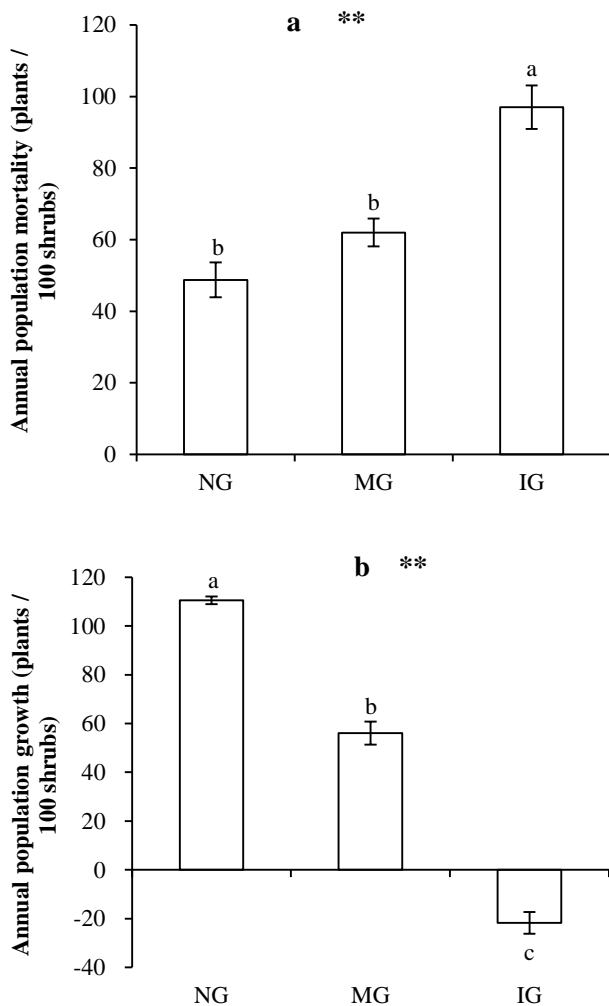 a **
Annual population mortality (plants /
100 shrubs)
120
100
80
60
40
20
0
b
b
a
NG MG IG
b **
Annual population growth (plants /
100 shrubs)
120
100
80
60
40
20
0
-20
-40
a
b
c
NG MG IG